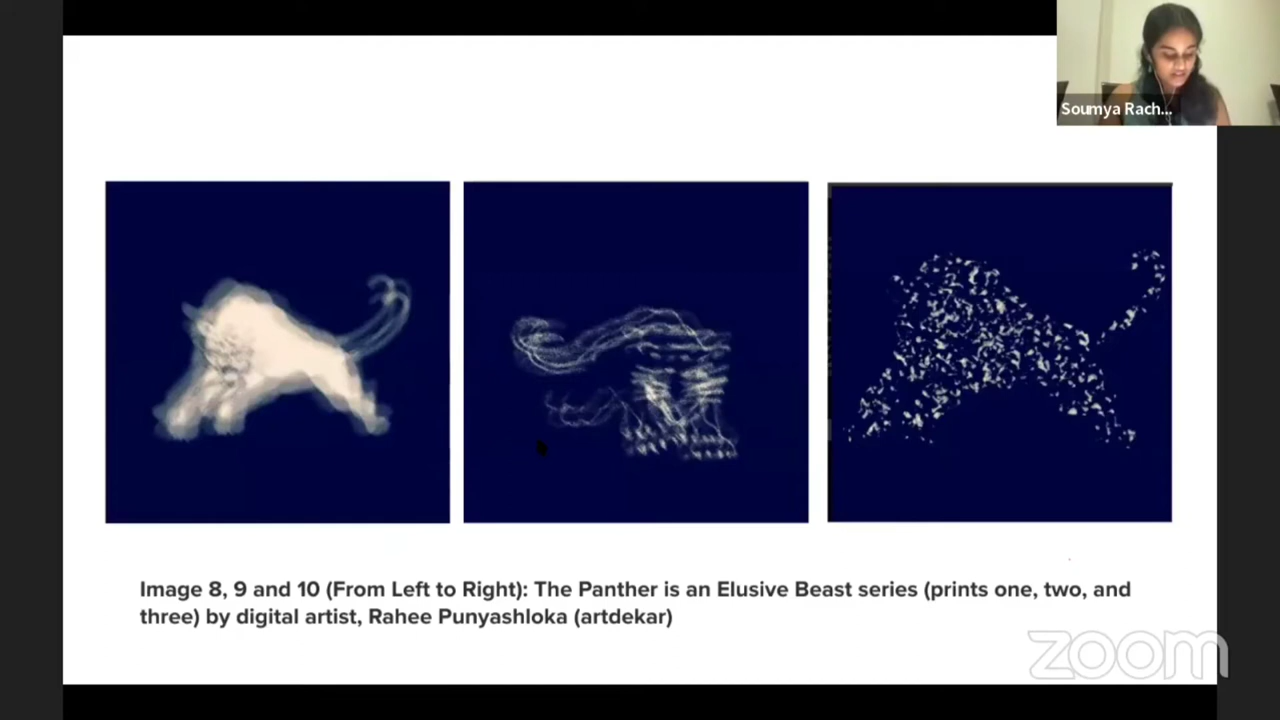 Soumya Rach...
Image 8, 9 and 10 (From Left to Right): The Panther is an Elusive Beast series (prints one, two, and
three) by digital artist, Rahee Punyashloka (artdekar)
zoom